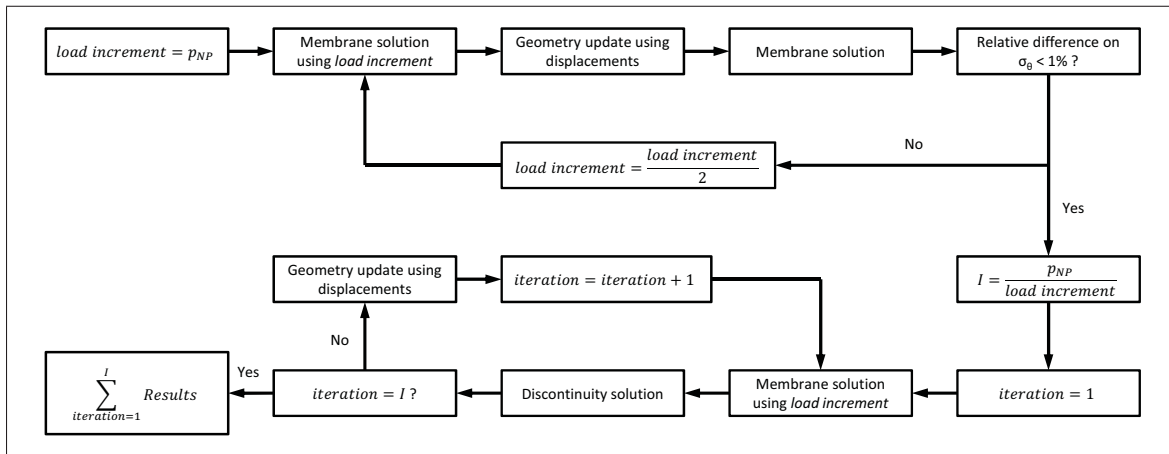 load increment = p_NP
Membrane solution
using load increment
Geometry update using
displacements
Membrane solution
Relative difference on
σ_θ < 1% ?
No
load increment = load increment / 2
Yes
I = p_NP / load increment
Geometry update using
displacements
iteration = iteration + 1
No
Yes
∑_{iteration=1}^{I} Results
iteration = I ?
Discontinuity solution
Membrane solution
using load increment
iteration = 1